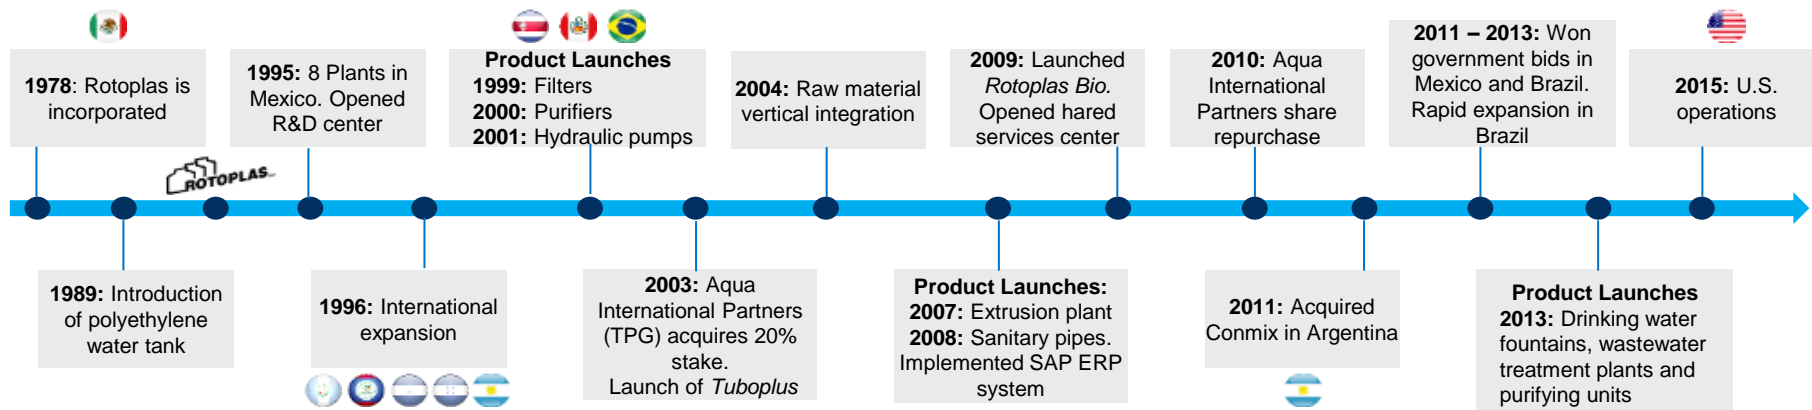 1978: Rotoplas is
incorporated
1995: 8 Plants in
Mexico. Opened
R&D center
Product Launches
1999: Filters
2000: Purifiers
2001: Hydraulic pumps
2004: Raw material
vertical integration
2009: Launched
Rotoplas Bio.
Opened hared
services center
2010: Aqua
International
Partners share
repurchase
2011 – 2013: Won
government bids in
Mexico and Brazil.
Rapid expansion in
Brazil
2015: U.S.
operations
ROTOPLAS
1989: Introduction
of polyethylene
water tank
1996: International
expansion
2003: Aqua
International Partners
(TPG) acquires 20%
stake.
Launch of Tuboplus
Product Launches:
2007: Extrusion plant
2008: Sanitary pipes.
Implemented SAP ERP
system
2011: Acquired
Conmix in Argentina
Product Launches
2013: Drinking water
fountains, wastewater
treatment plants and
purifying units